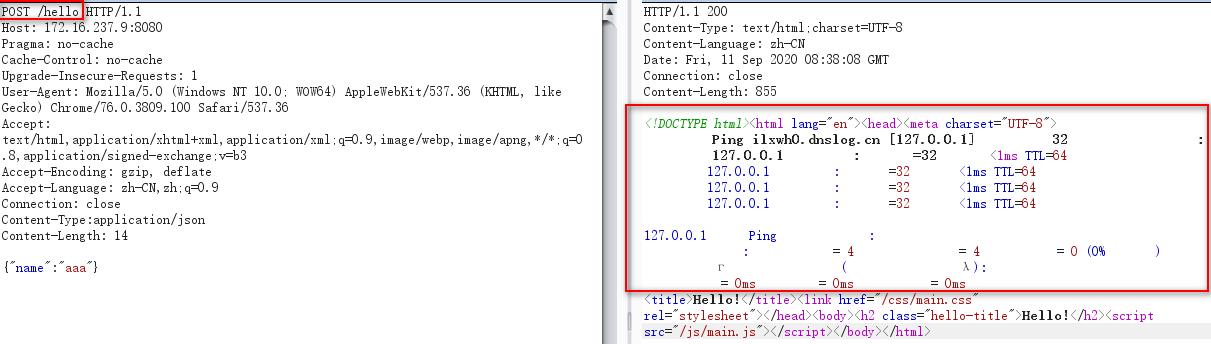 POST /hello HTTP/1.1
Host: 172.16.237.9:8080
Pragma: no-cache
Cache-Control: no-cache
Upgrade-Insecure-Requests: 1
User-Agent: Mozilla/5.0 (Windows NT 10.0; WOW64) AppleWebKit/537.36 (KHTML, like
Gecko) Chrome/76.0.3809.100 Safari/537.36
Accept:
text/html,application/xhtml+xml,application/xml;q=0.9,image/webp,image/apng,*/*;q=0
.8,application/signed-exchange;v=b3
Accept-Encoding: gzip, deflate
Accept-Language: zh-CN,zh;q=0.9
Connection: close
Content-Type:application/json
Content-Length: 14
{"name":"aaa"}
HTTP/1.1 200
Content-Type: text/html;charset=UTF-8
Content-Language: zh-CN
Date: Fri, 11 Sep 2020 08:38:08 GMT
Connection: close
Content-Length: 855
<!DOCTYPE html><html lang="en"><head><meta charset="UTF-8">
Ping ilxwh0.dnslog.cn [127.0.0.1] 32 :
127.0.0.1 : =32 <1ms TTL=64
127.0.0.1 : =32 <1ms TTL=64
127.0.0.1 : =32 <1ms TTL=64
127.0.0.1 : =32 <1ms TTL=64
127.0.0.1 Ping :
: = 4 = 4 = 0 (0% )
г ( λ):
= 0ms = 0ms = 0ms
<title>Hello!</title><link href="/css/main.css"
rel="stylesheet"></head><body><h2 class="hello-title">Hello!</h2><script
src="/js/main.js"></script></body></html>